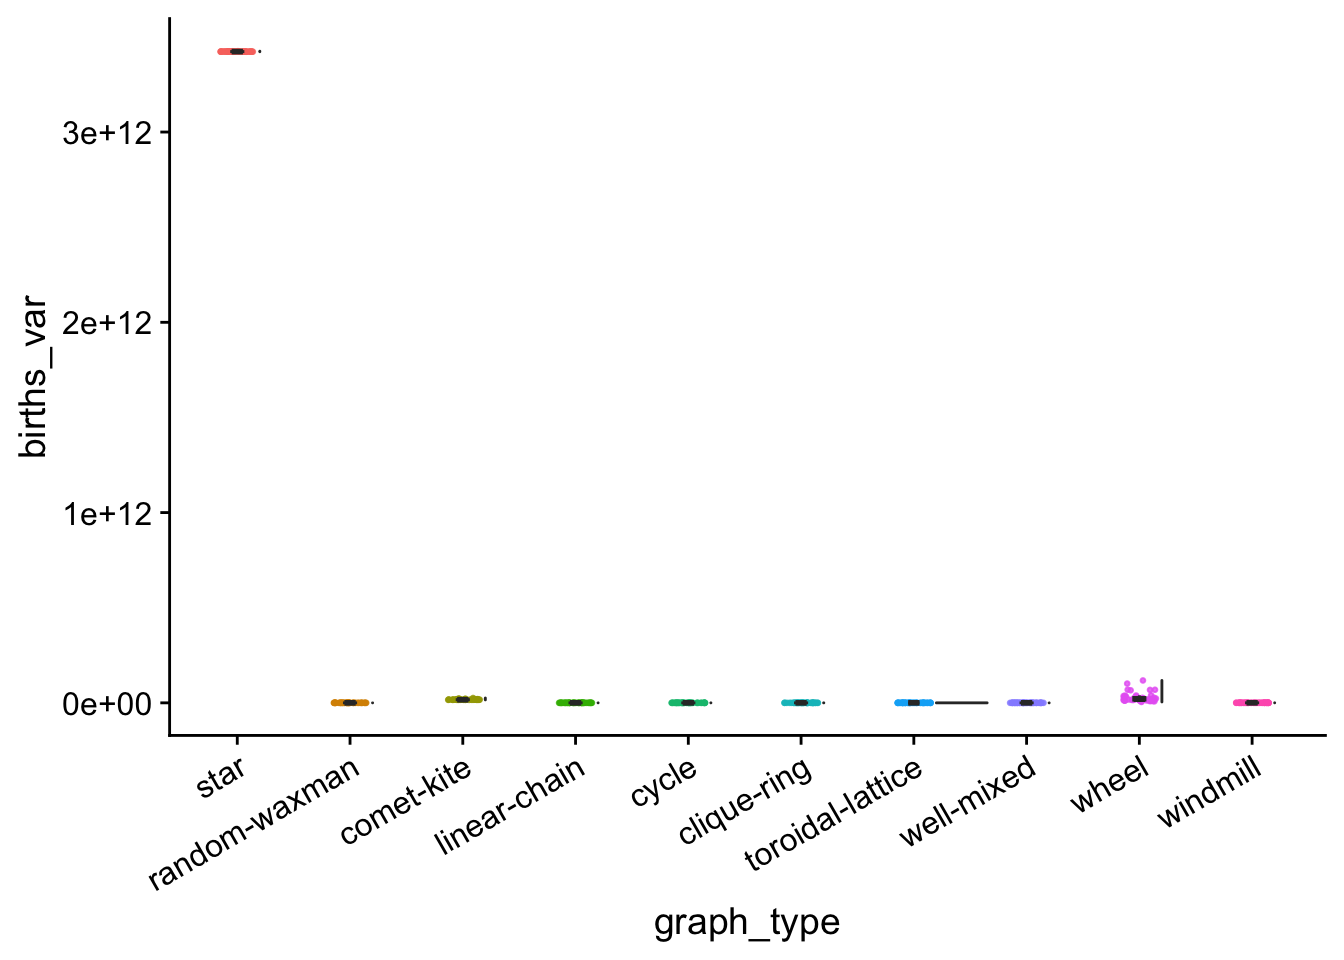 births_var
3e+12
2e+12
1e+12
0e+00
star
random-waxman
comet-kite
linear-chain
cycle
clique-ring
toroidal-lattice
well-mixed
wheel
windmill
graph_type